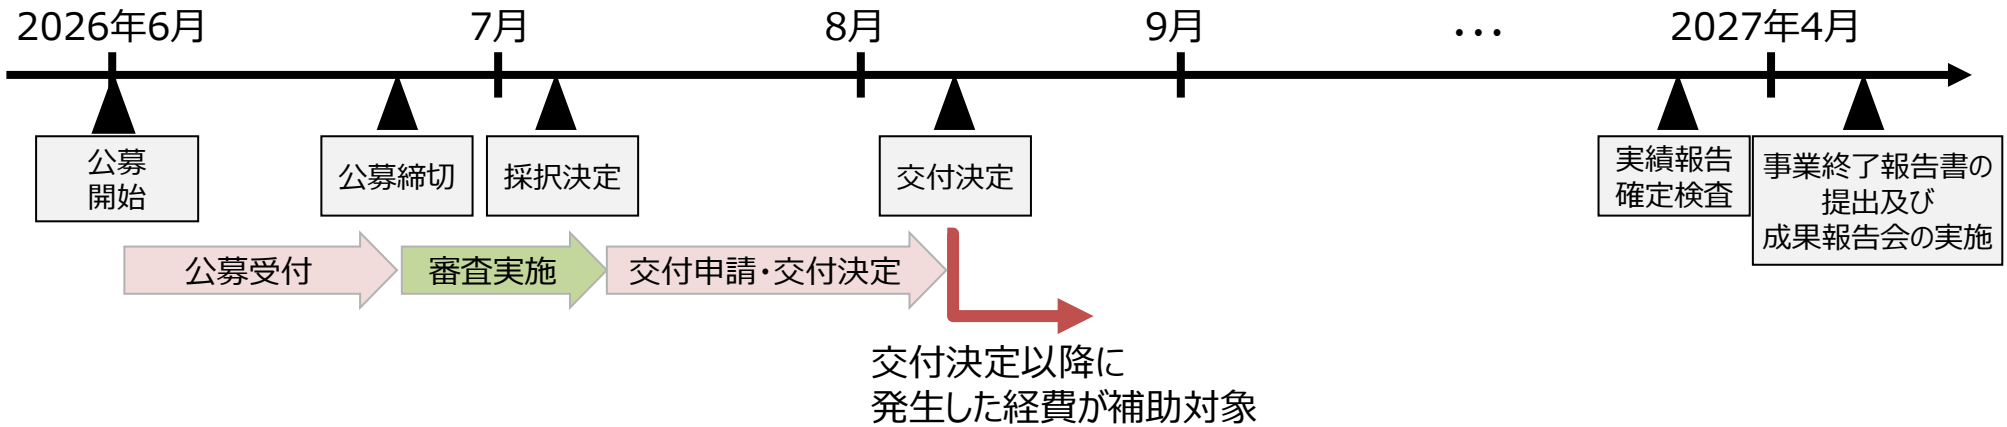 2026年6月
7月
8月
9月
・・・
2027年4月
公募
開始
公募締切
採択決定
交付決定
実績報告
確定検査
事業終了報告書の
提出及び
成果報告会の実施
公募受付
審査実施
交付申請・交付決定
交付決定以降に
発生した経費が補助対象